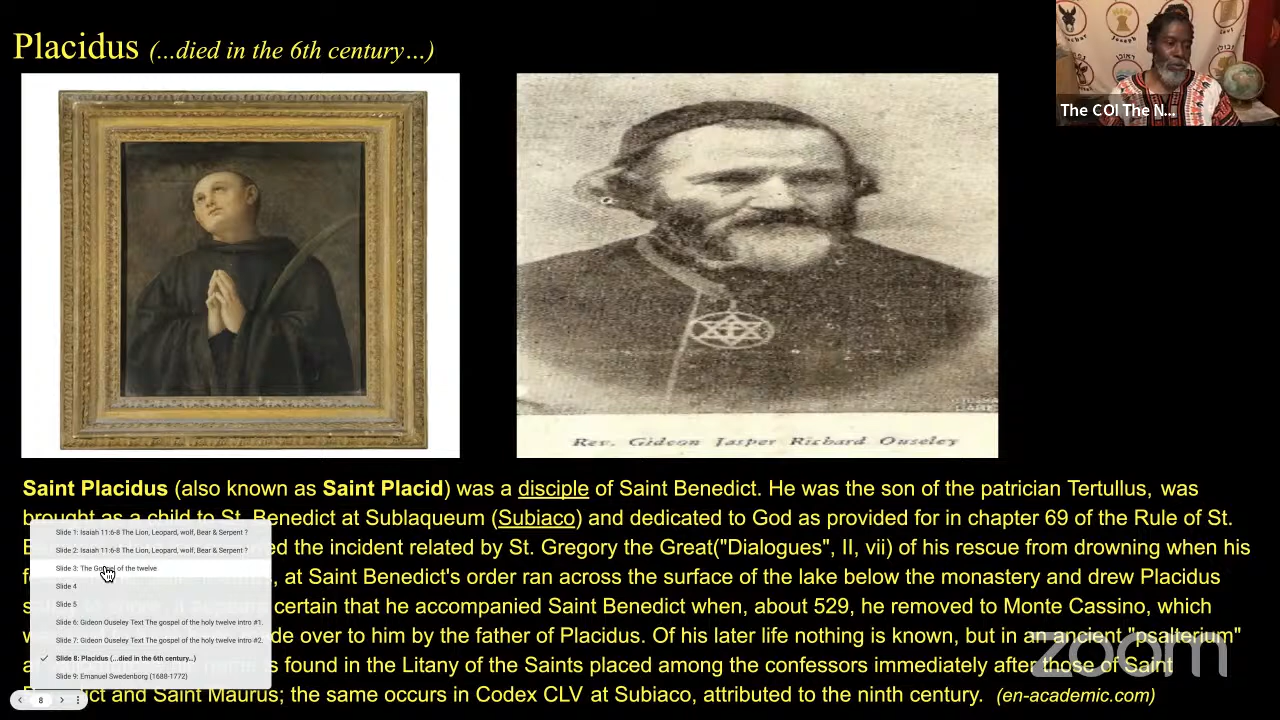 Placidus (...died in the 6th century...)
The COI The N...
Rev. Gideon Jasper Richard Ouseley
Saint Placidus (also known as Saint Placid) was a disciple of Saint Benedict. He was the son of the patrician Tertullus, was
brought as a child to St. Benedict at Sublaqueum (Subiaco) and dedicated to God as provided for in chapter 69 of the Rule of St.
the incident related by St. Gregory the Great("Dialogues", II, vii) of his rescue from drowning when his
at Saint Benedict's order ran across the surface of the lake below the monastery and drew Placidus
certain that he accompanied Saint Benedict when, about 529, he removed to Monte Cassino, which
over to him by the father of Placidus. Of his later life nothing is known, but in an ancient "psalterium"
is found in the Litany of the Saints placed among the confessors immediately after those of Saint
and Saint Maurus; the same occurs in Codex CLV at Subiaco, attributed to the ninth century. (en-academic.com)
Slide 1: Isaiah 11:6-8 The Lion, Leopard, wolf, Bear & Serpent ?
Slide 2: Isaiah 11:6-8 The Lion, Leopard, wolf, Bear & Serpent ?
Slide 3: The Gospel of the twelve
Slide 4
Slide 5
Slide 6: Gideon Ouseley Text The gospel of the holy twelve intro #1.
Slide 7: Gideon Ouseley Text The gospel of the holy twelve intro #2.
Slide 8: Placidus (...died in the 6th century...)
Slide 9: Emanuel Swedenborg (1688-1772)
8
zoom